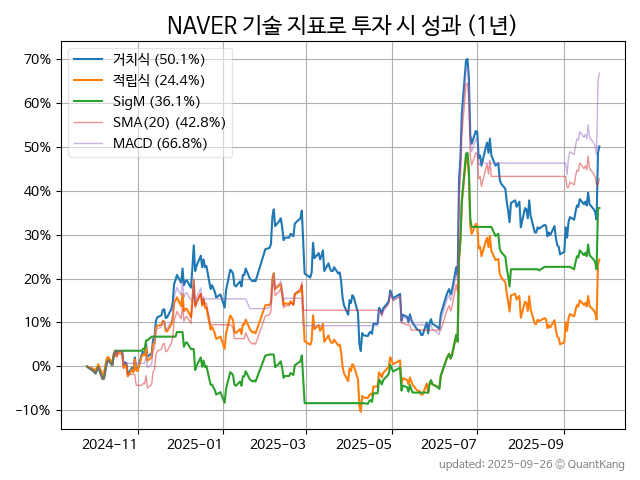 NAVER 기술 지표로 투자 시 성과 (1년)
거치식 (50.1%)
적립식 (24.4%)
SigM (36.1%)
SMA(20) (42.8%)
MACD (66.8%)
70%
60%
50%
40%
30%
20%
10%
0%
−10%
2024-11
2025-01
2025-03
2025-05
2025-07
2025-09
updated: 2025-09-26 © QuantKang